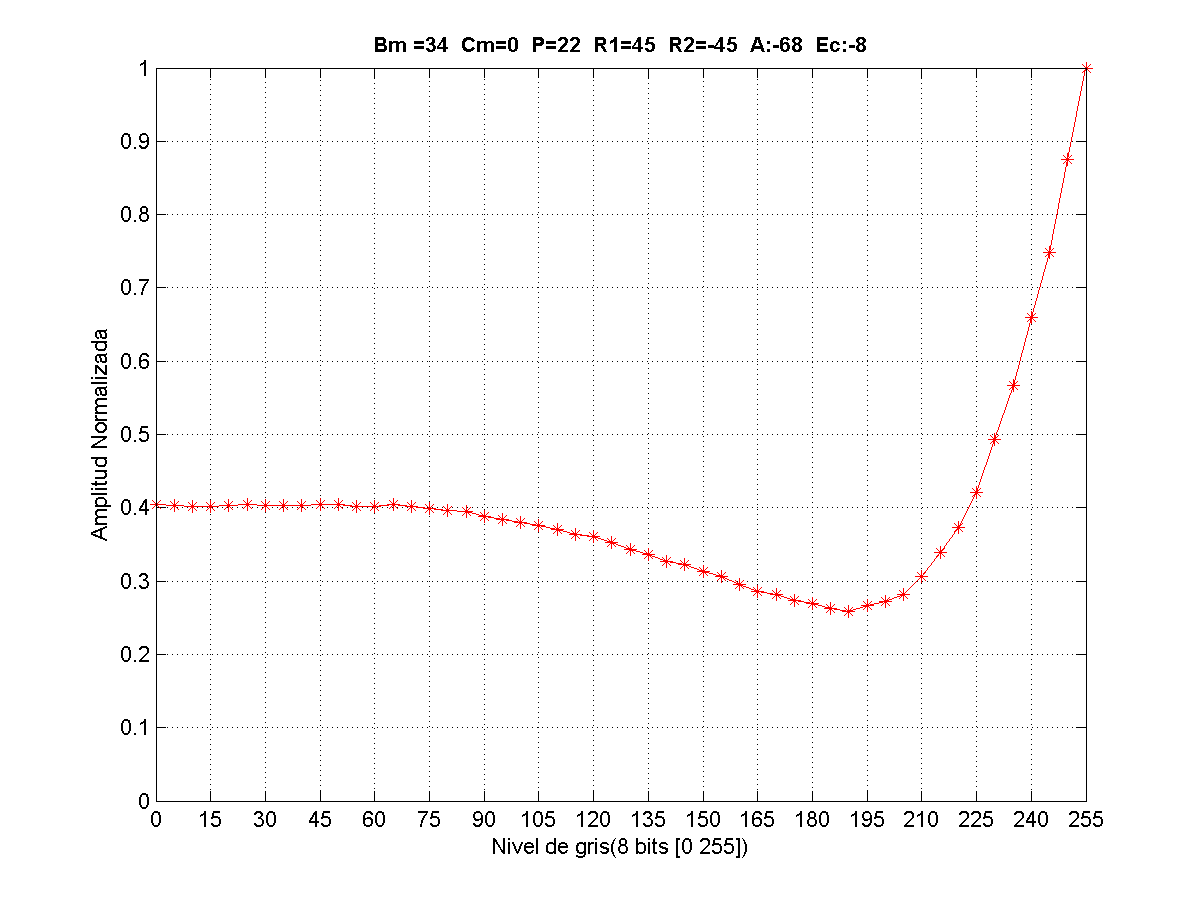 Bm =34 Cm=0 P=22 R1=45 R2=-45 A:-68 Ec:-8
1
0.9
0.8
0.7
0.6
0.5
0.4
0.3
0.2
0.1
0
Amplitud Normalizada
0 15 30 45 60 75 90 105 120 135 150 165 180 195 210 225 240 255
Nivel de gris(8 bits [0 255])